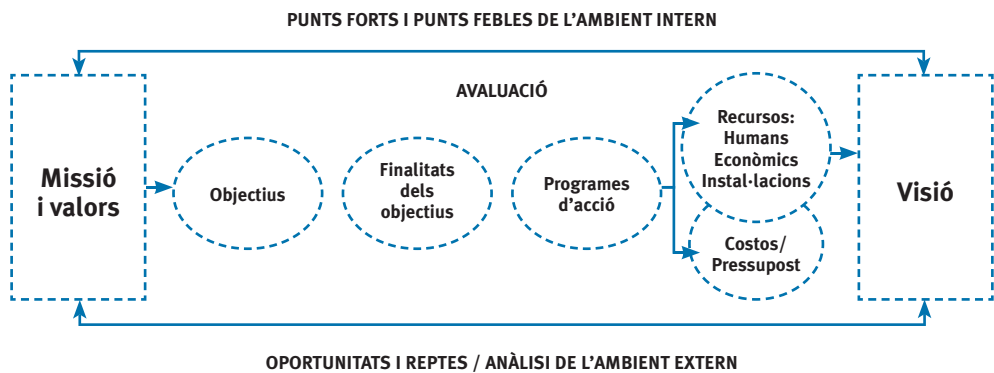 PUNTS FORTS I PUNTS FEBLES DE L’AMBIENT INTERN
AVALUACIÓ
Missió
i valors
Objectius
Finalitats
dels
objectius
Programes
d’acció
Recursos:
Humans
Econòmics
Instal·lacions
Costos/
Pressupost
Visió
OPORTUNITATS I REPTES / ANÀLISI DE L’AMBIENT EXTERN